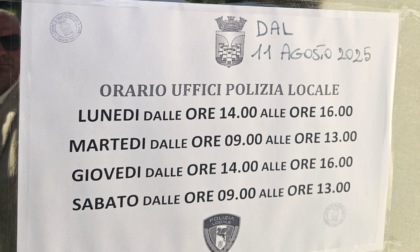 DAL
11 AGOSTO 2025
ORARIO UFFICI POLIZIA LOCALE
LUNEDI DALLE ORE 14.00 ALLE ORE 16.00
MARTEDI DALLE ORE 09.00 ALLE ORE 13.00
GIOVEDI DALLE ORE 14.00 ALLE ORE 16.00
SABATO DALLE ORE 09.00 ALLE ORE 13.00
POLIZIA
LOCALE